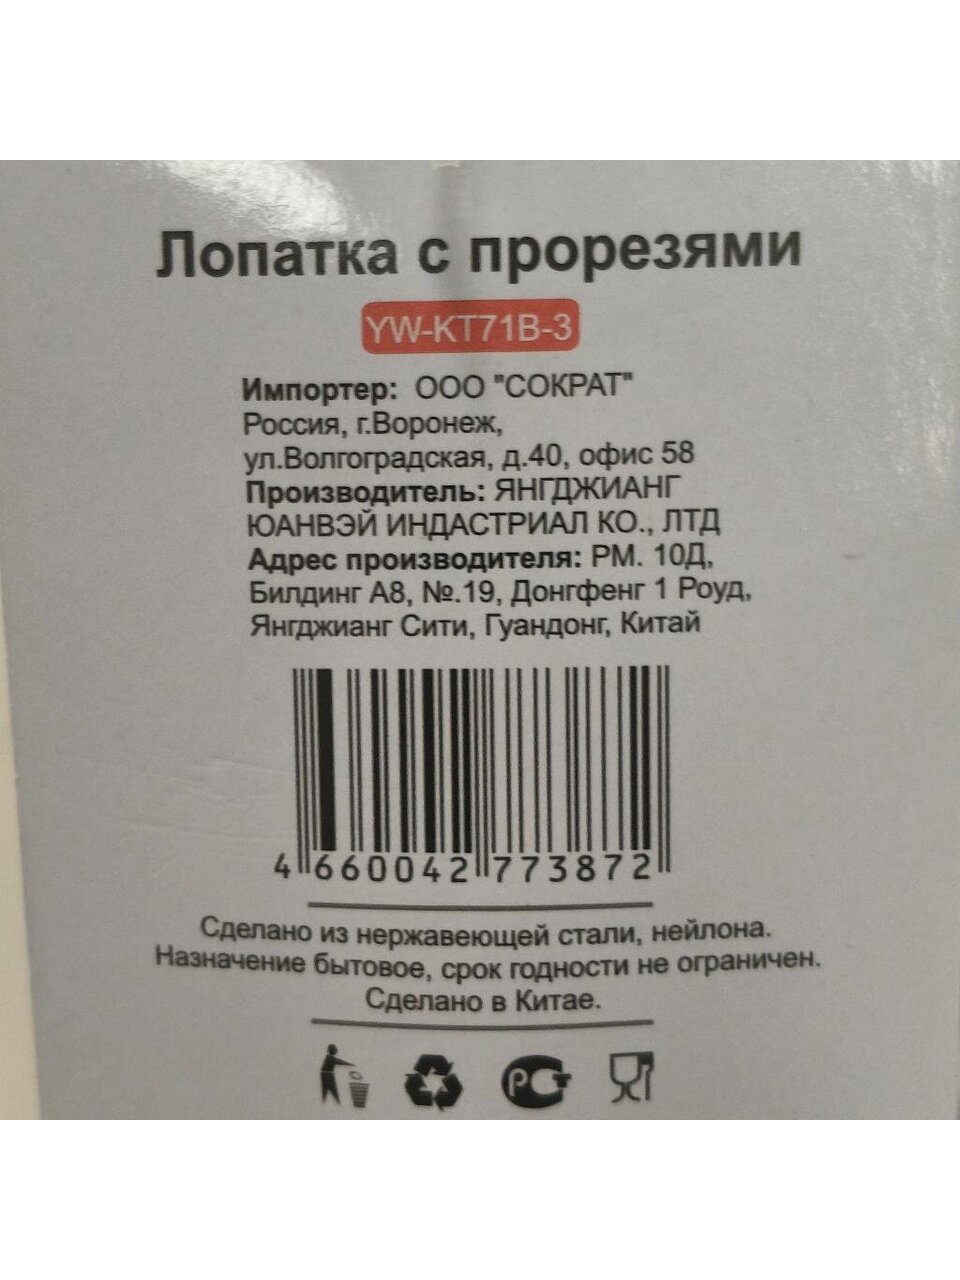 Лопатка с прорезями
YW-KT71B-3
Импортер: ООО "СОКРАТ"
Россия, г.Воронеж,
ул.Волгоградская, д.40, офис 58
Производитель: ЯНГДЖИАНГ
ЮАНВЭЙ ИНДАСТРИАЛ КО., ЛТД
Адрес производителя: РМ. 10Д,
Билдинг А8, №.19, Донгфенг 1 Роуд,
Янгджианг Сити, Гуандонг, Китай
4 660042 773872
Сделано из нержавеющей стали, нейлона.
Назначение бытовое, срок годности не ограничен.
Сделано в Китае.
РСТ